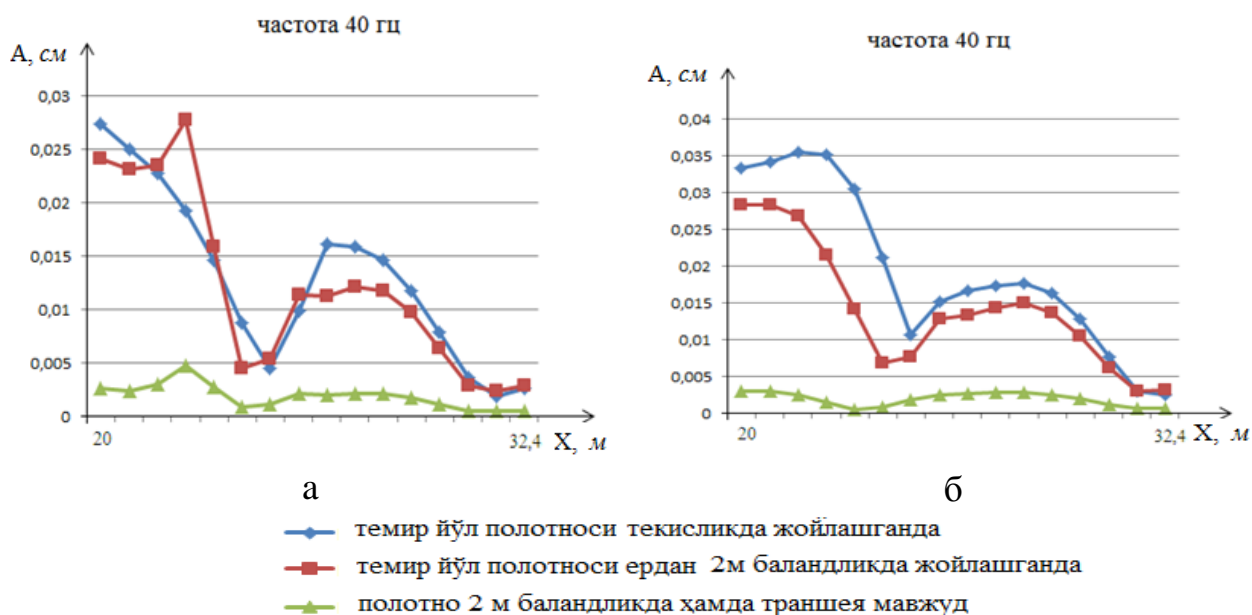 частота 40 гц
А, см
0,03
0,025
0,02
0,015
0,01
0,005
0
20
32,4
Х, м
а
частота 40 гц
А, см
0,04
0,035
0,03
0,025
0,02
0,015
0,01
0,005
0
20
32,4
Х, м
б
темир йўл полотноси текисликда жойлашганда
темир йўл полотноси ердан 2м баландликда жойлашганда
полотно 2 м баландликда ҳамда траншея мавжуд